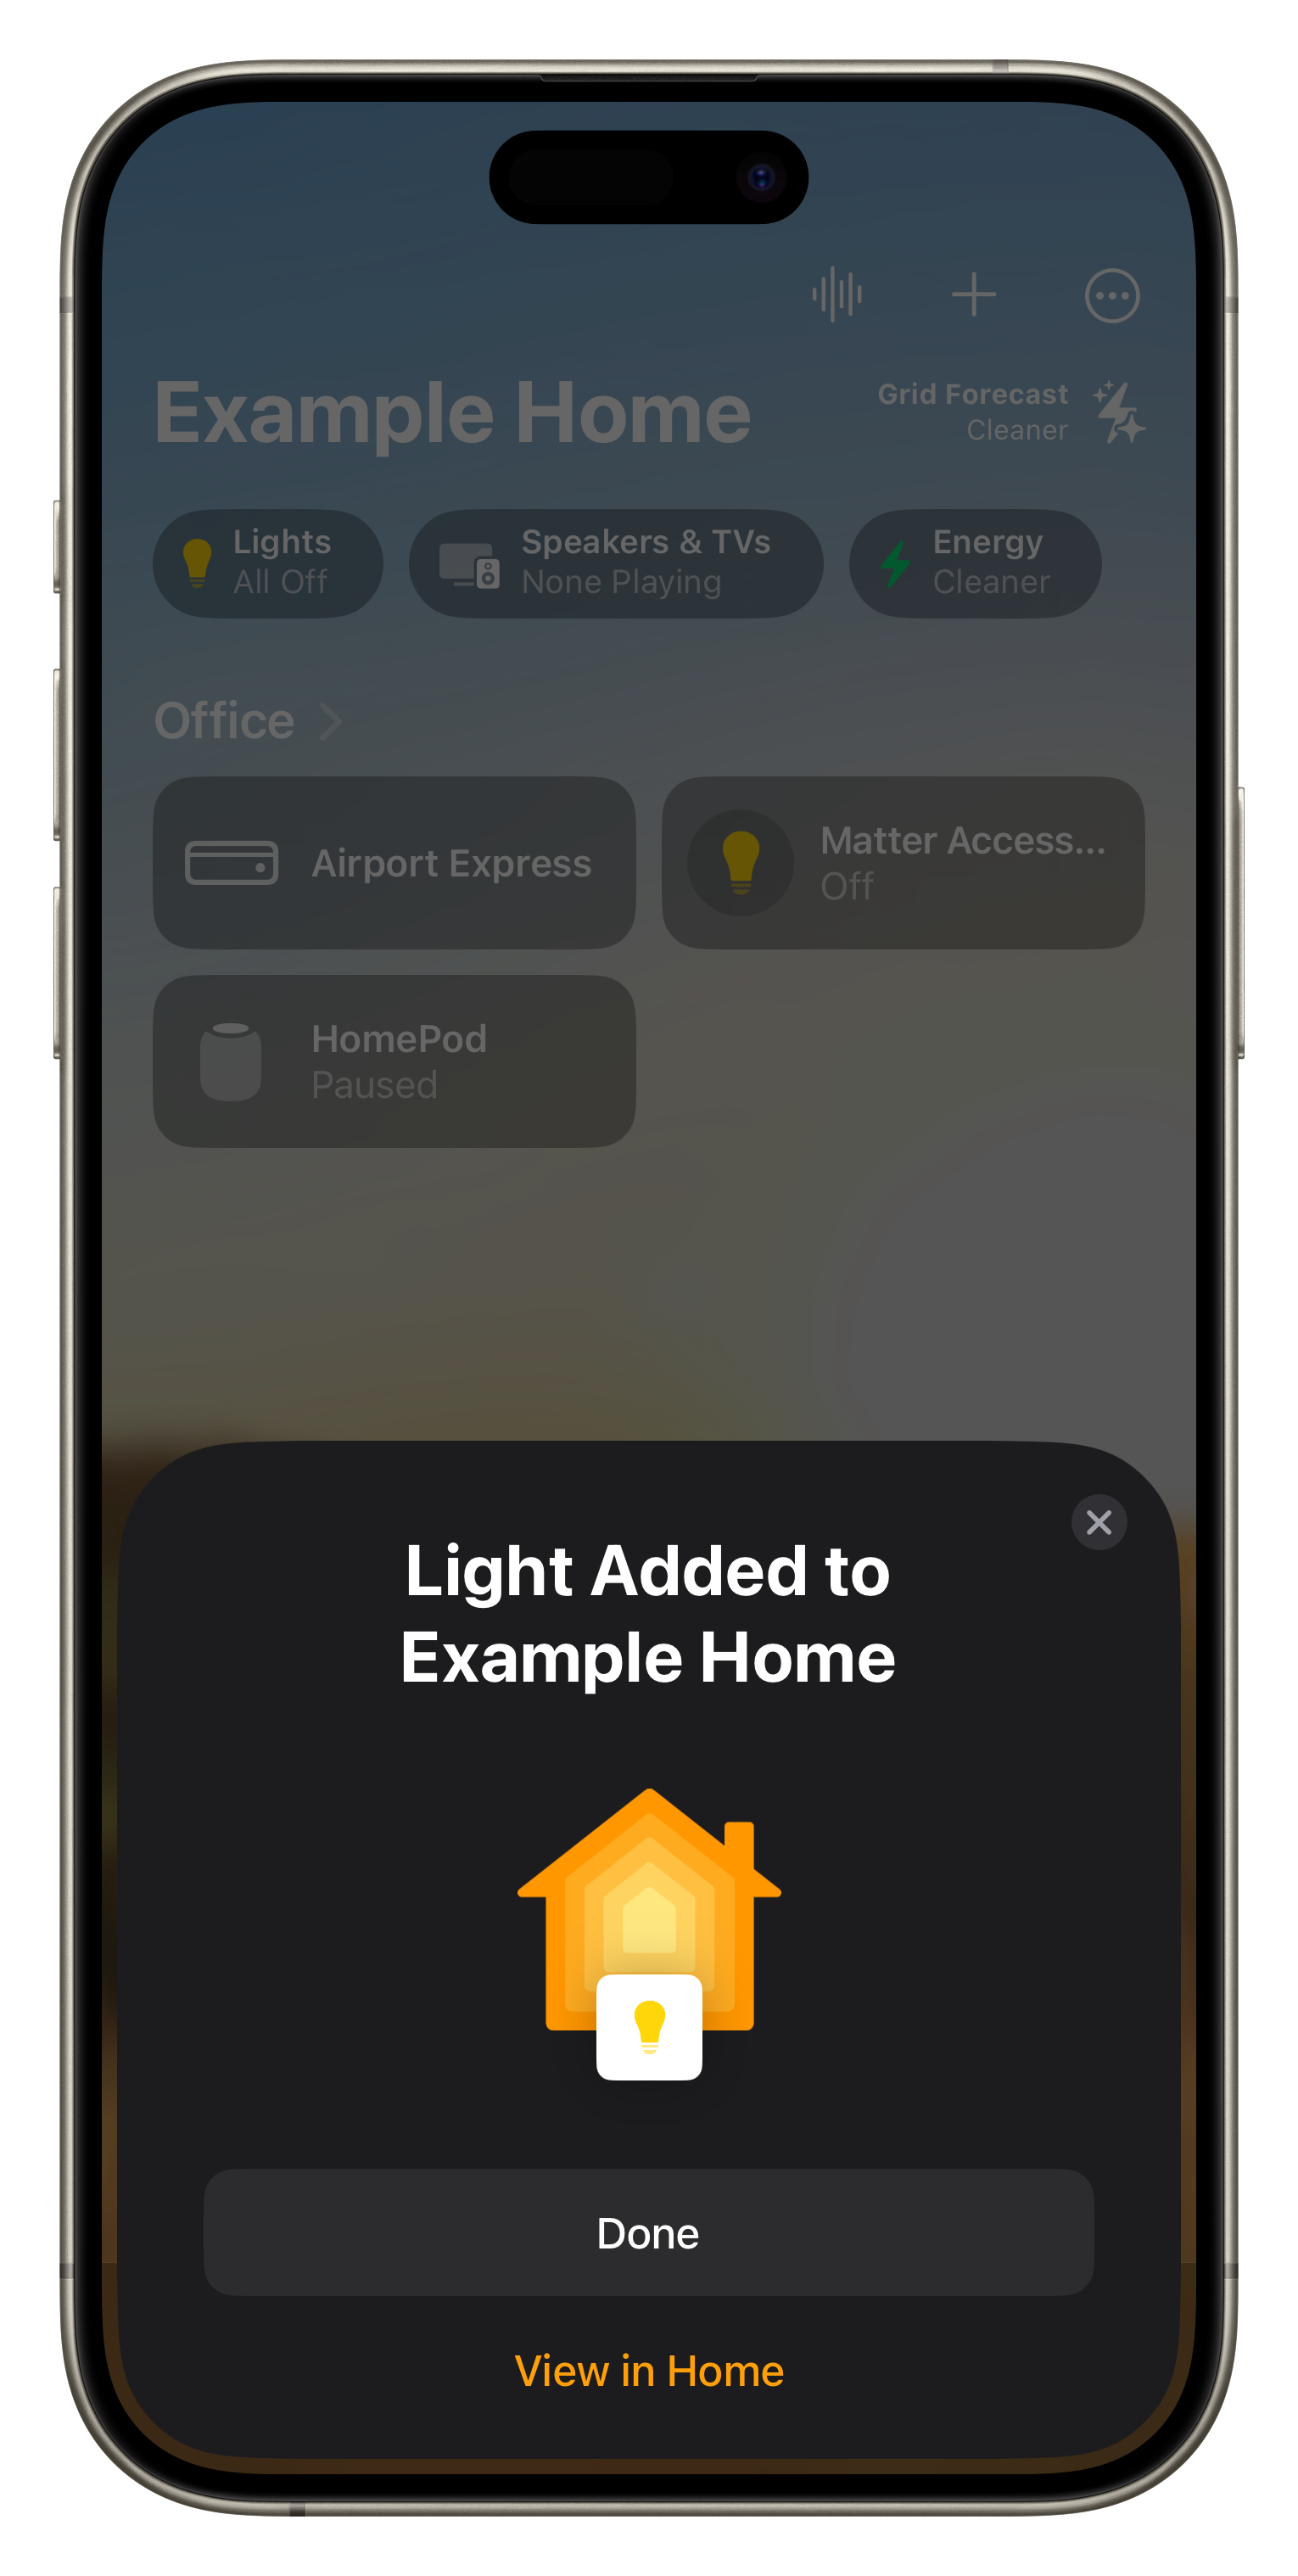 Example Home
Grid Forecast
Cleaner
Lights
All Off
Speakers & TVs
None Playing
Energy
Cleaner
Office
Airport Express
Matter Access...
Off
HomePod
Paused
Light Added to
Example Home
Done
View in Home